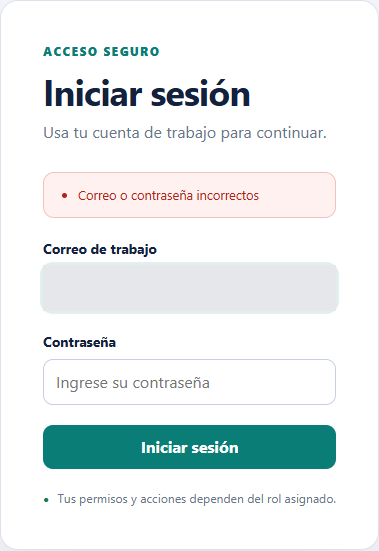 ACCESO SEGURO
Iniciar sesión
Usa tu cuenta de trabajo para continuar.
• Correo o contraseña incorrectos
Correo de trabajo
Contraseña
Ingrese su contraseña
Iniciar sesión
• Tus permisos y acciones dependen del rol asignado.